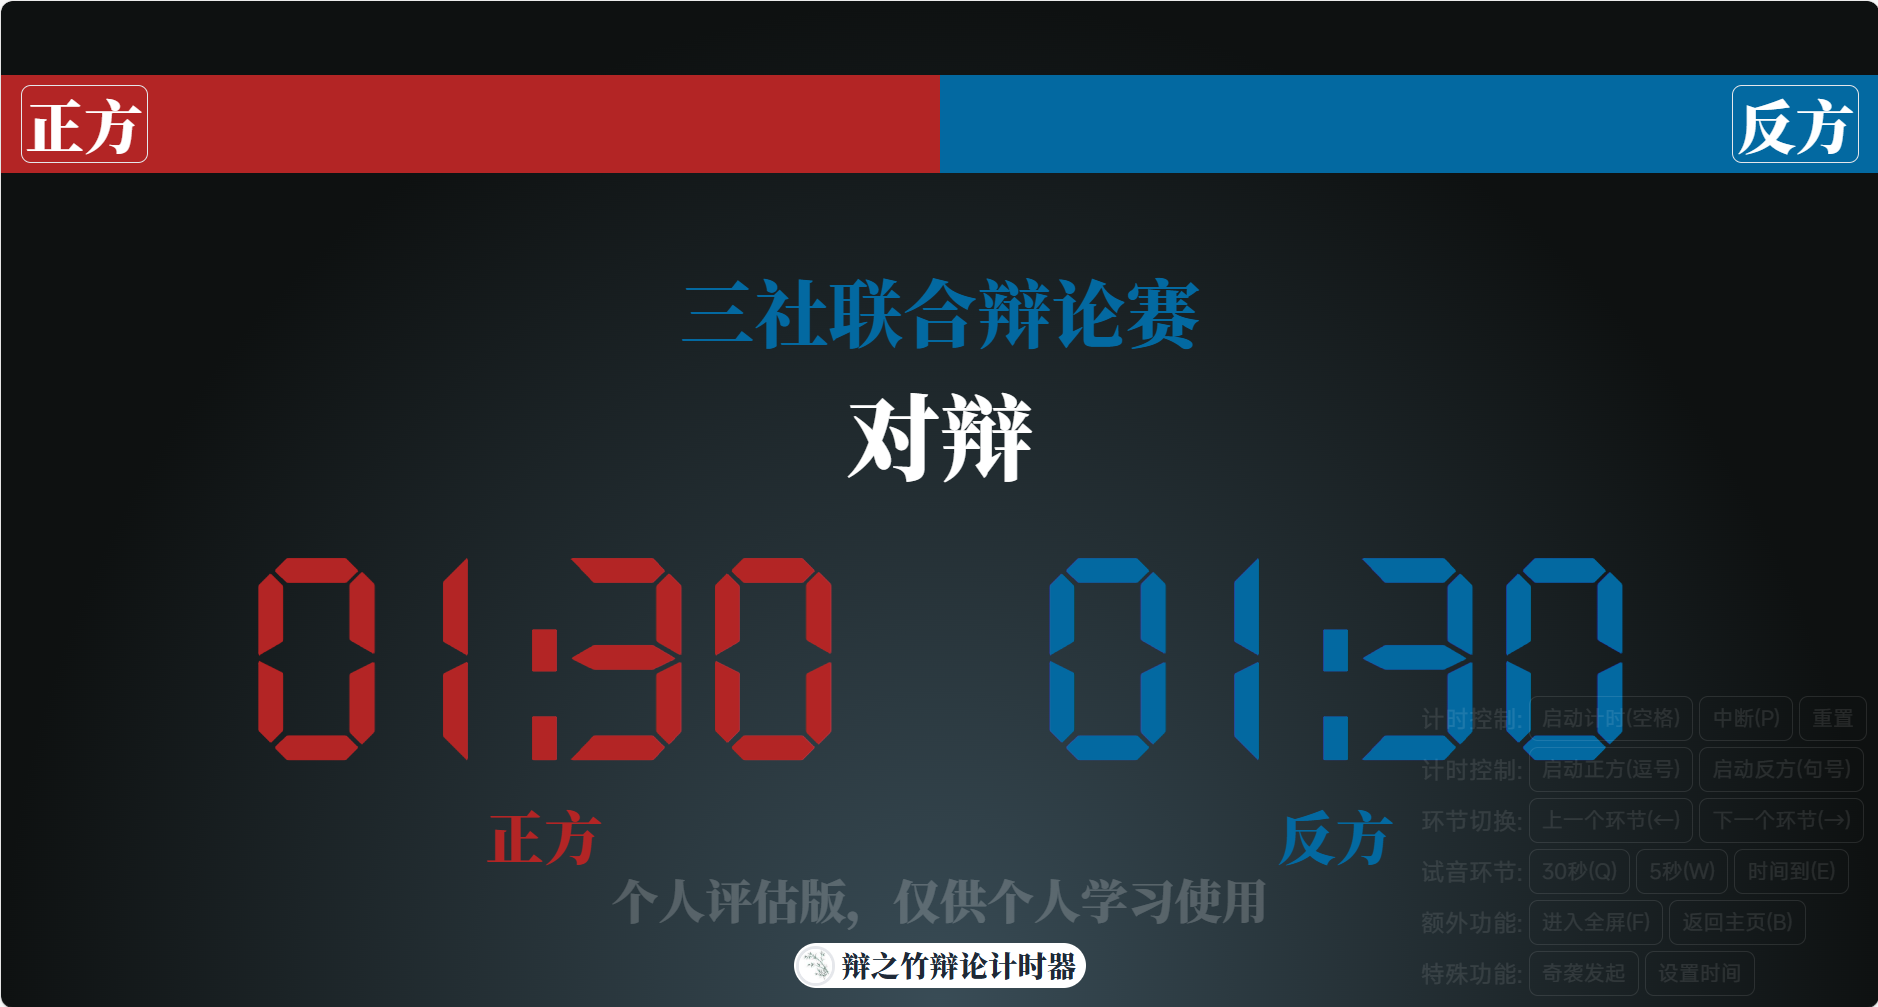 正方
反方
三社联合辩论赛
对辩
01:30
01:30
正方
反方
个人评估版，仅供个人学习使用
辩之竹辩论计时器
计时控制: 启动计时(空格) 中断(P) 重置
计时控制: 启动正方(逗号) 启动反方(句号)
环节切换: 上一个环节(←) 下一个环节(→)
试音环节: 30秒(Q) 5秒(W) 时间到(E)
额外功能: 进入全屏(F) 返回主页(B)
特殊功能: 奇袭发起 设置时间